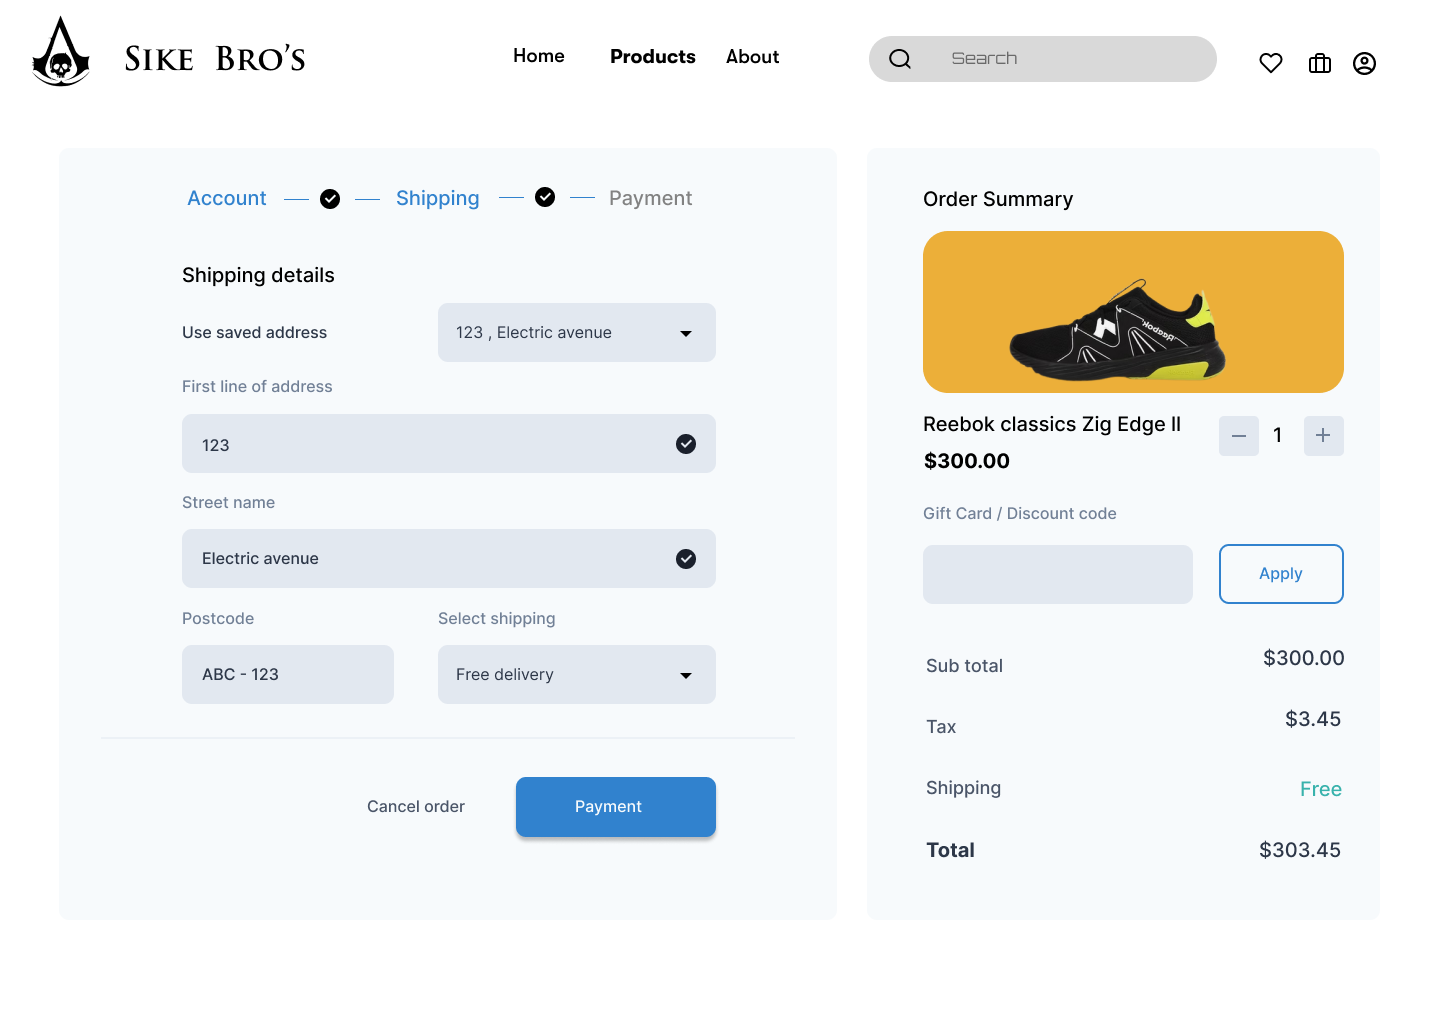 SIKE BRO'S
Home Products About
Search
Account Shipping Payment
Shipping details
Use saved address
123 , Electric avenue
First line of address
123
Street name
Electric avenue
Postcode
Select shipping
ABC - 123
Free delivery
Cancel order
Payment
Order Summary
Reebok
Reebok classics Zig Edge ll
1
$300.00
Gift Card / Discount code
Apply
Sub total
$300.00
Tax
$3.45
Shipping
Free
Total
$303.45